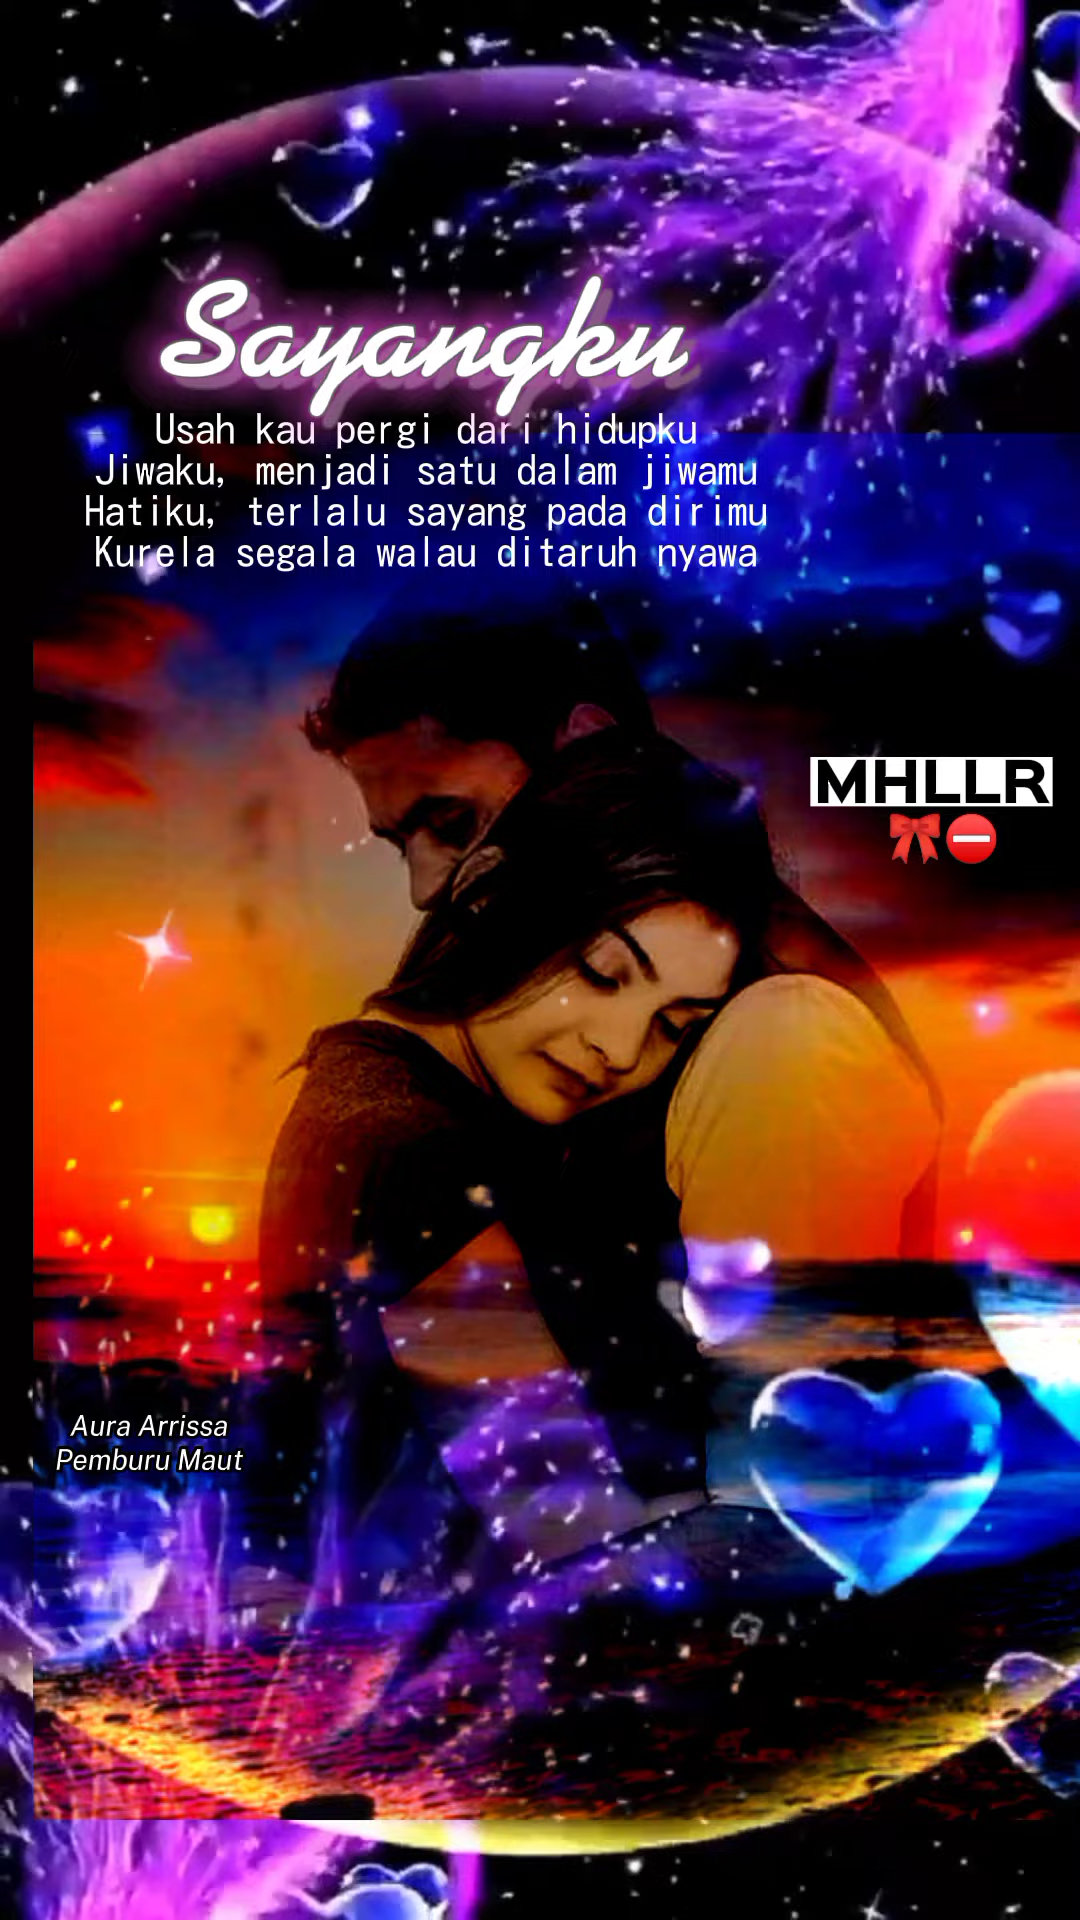 Sayangku
Usah kau pergi dari hidupku
Jiwaku, menjadi satu dalam jiwamu
Hatiku, terlalu sayang pada dirimu
Kurela segala walau ditaruh nyawa
MHLLR
🎀⛔
Aura Arrissa
Pemburu Maut